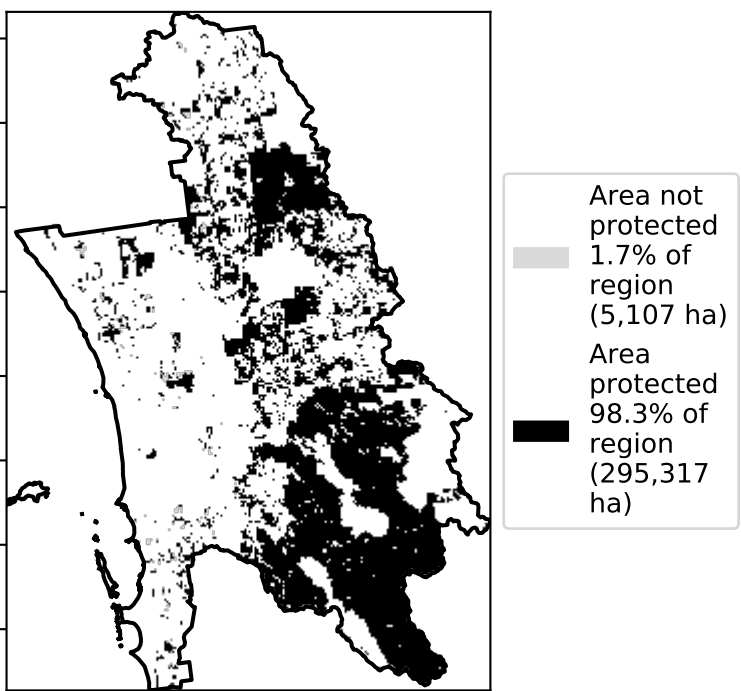 Area not
protected
1.7% of
region
(5,107 ha)
Area
protected
98.3% of
region
(295,317
ha)